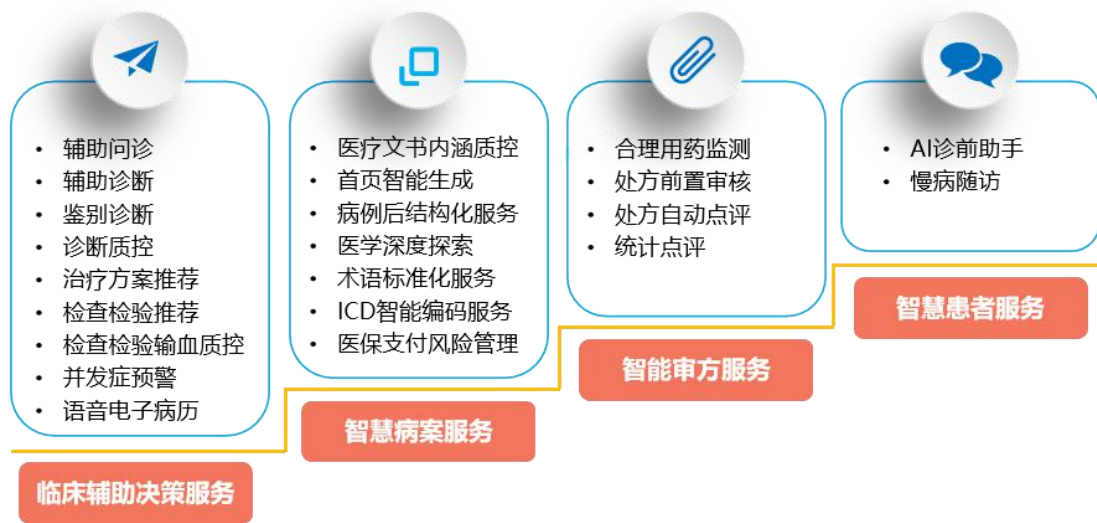 辅助问诊
辅助诊断
鉴别诊断
诊断质控
治疗方案推荐
检查检验推荐
检查检验输血质控
并发症预警
语音电子病历
临床辅助决策服务
医疗文书内涵质控
首页智能生成
病例后结构化服务
医学深度探索
术语标准化服务
ICD智能编码服务
医保支付风险管理
智慧病案服务
合理用药监测
处方前置审核
处方自动点评
统计点评
智能审方服务
AI诊前助手
慢病随访
智慧患者服务